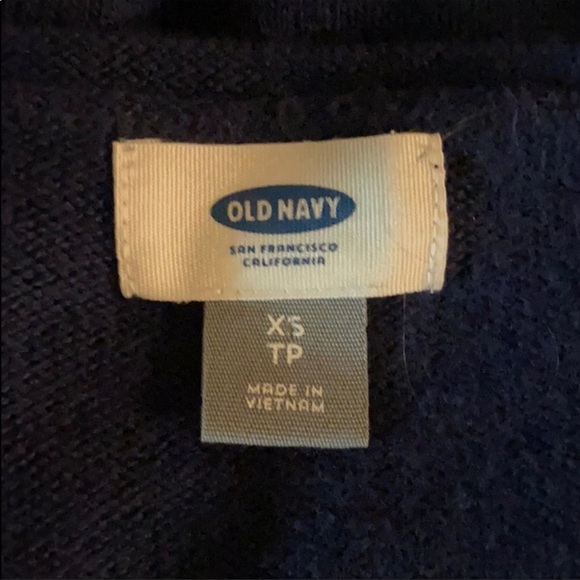 OLD NAVY
SAN FRANCISCO
CALIFORNIA
XS
TP
MADE IN
VIETNAM